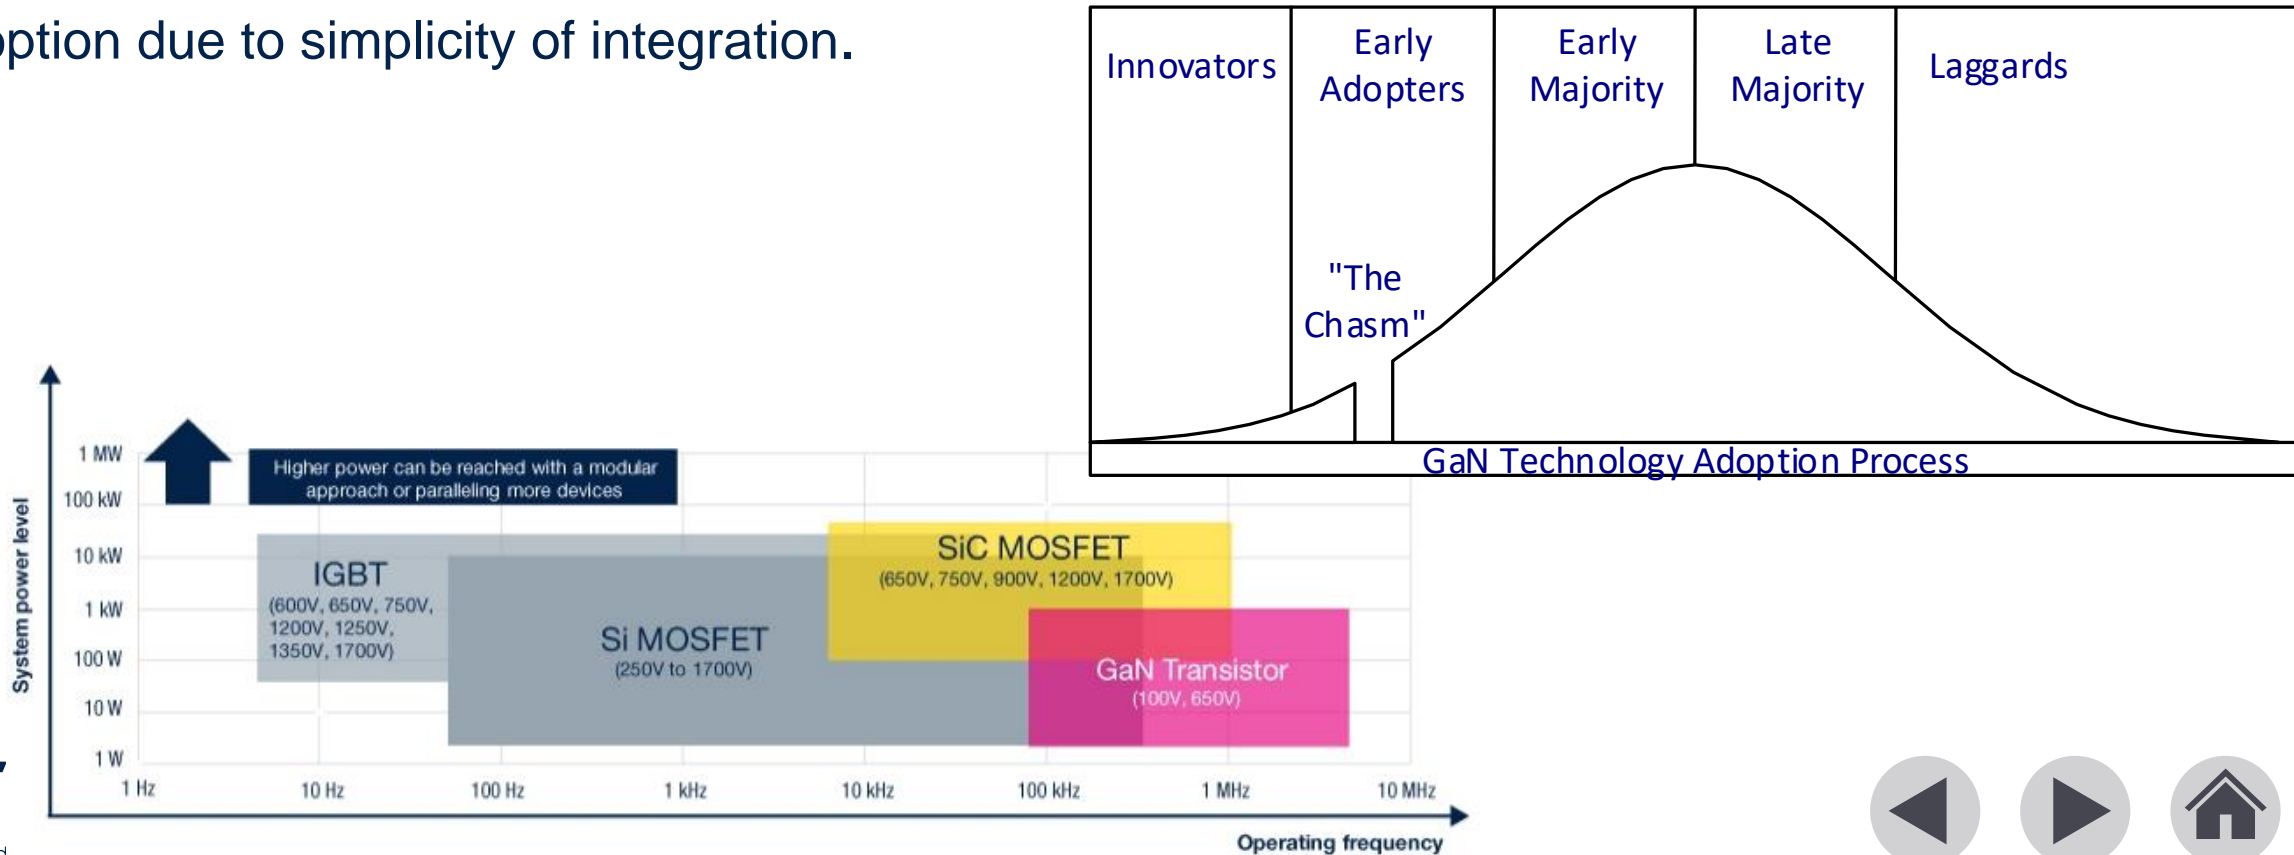 option due to simplicity of integration.
Innovators
Early
Adopters
Early
Majority
Late
Majority
Laggards
"The
Chasm"
GaN Technology Adoption Process
System power level
1 MW
100 kW
10 kW
1 kW
100 W
10 W
1 W
Higher power can be reached with a modular
approach or paralleling more devices
IGBT
(600V, 650V, 750V,
1200V, 1250V,
1350V, 1700V)
Si MOSFET
(250V to 1700V)
SiC MOSFET
(650V, 750V, 900V, 1200V, 1700V)
GaN Transistor
(100V, 650V)
1 Hz
10 Hz
100 Hz
1 kHz
10 kHz
100 kHz
1 MHz
10 MHz
Operating frequency